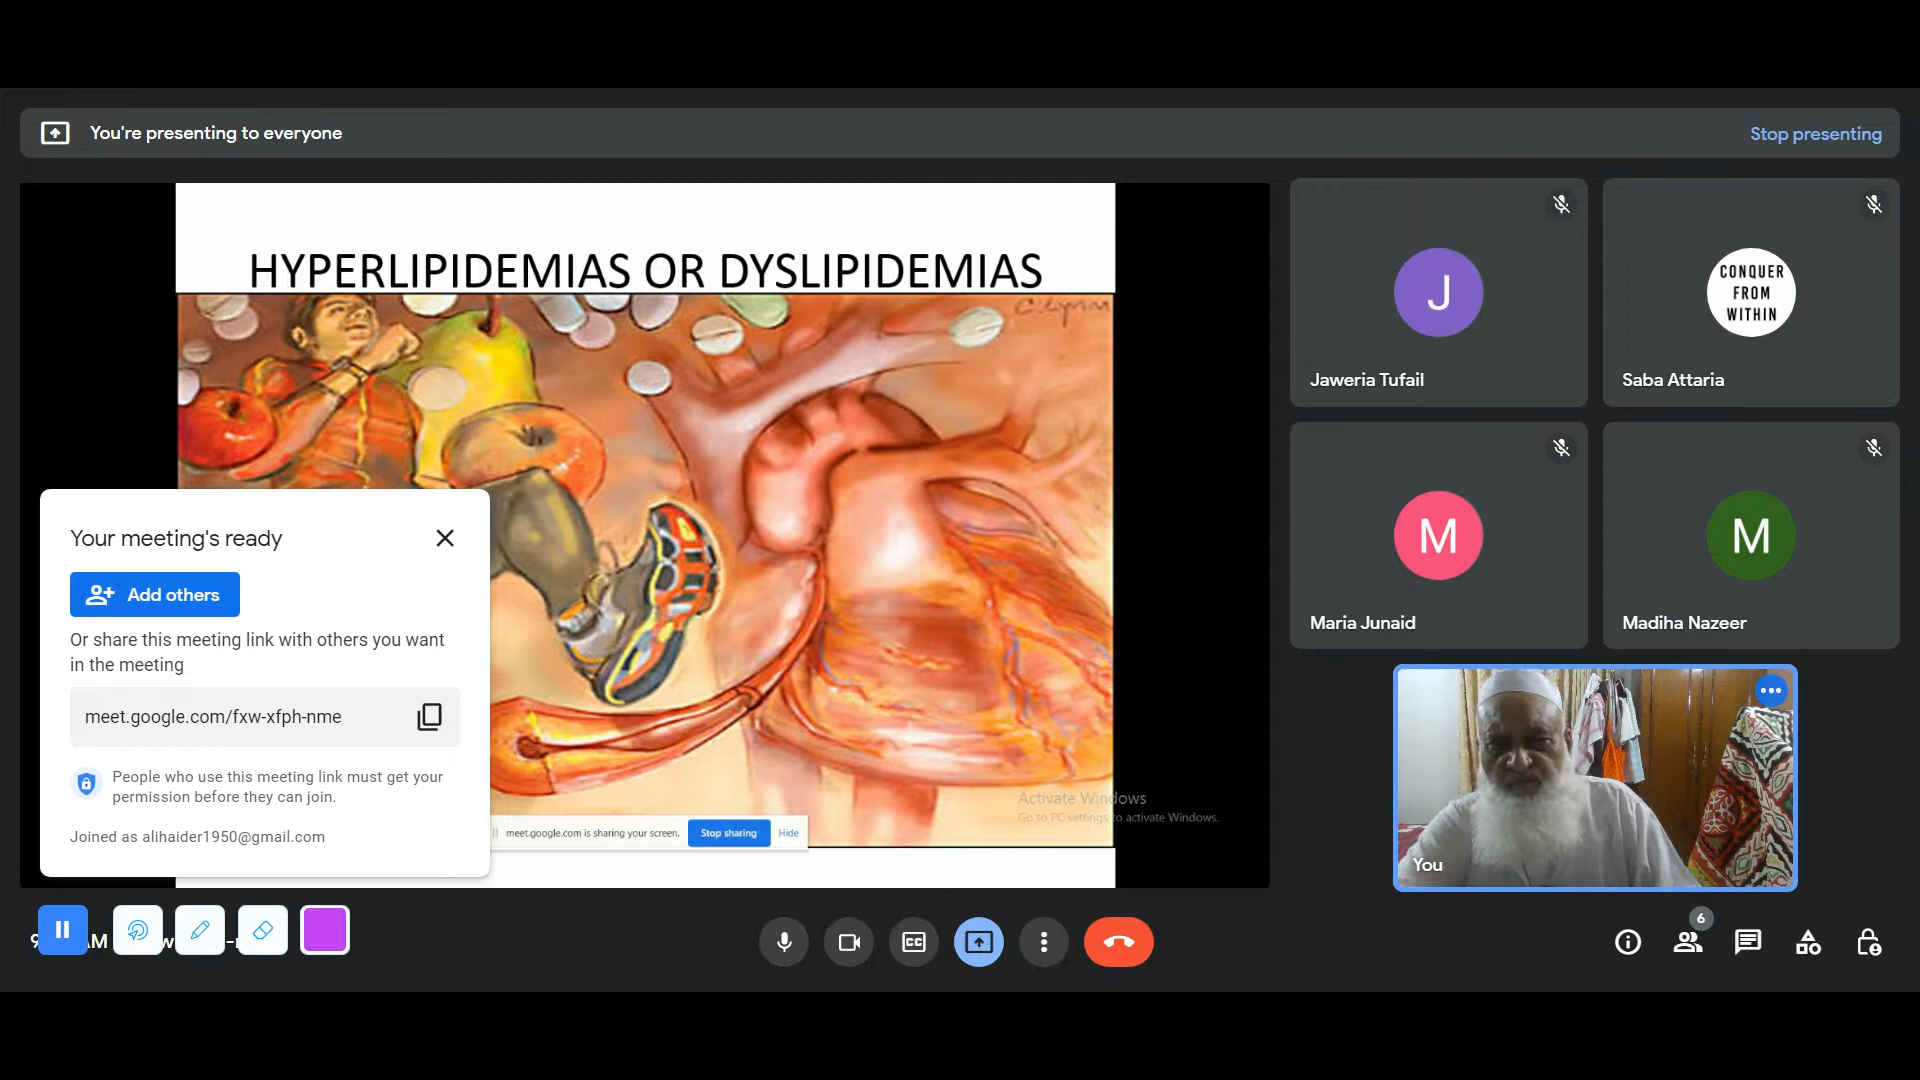 You're presenting to everyone
Stop presenting
HYPERLIPIDEMIAS OR DYSLIPIDEMIAS
C.Lynn
J
Jaweria Tufail
CONQUER
FROM
WITHIN
Saba Attaria
M
Maria Junaid
M
Madiha Nazeer
You
Your meeting's ready
Add others
Or share this meeting link with others you want
in the meeting
meet.google.com/fxw-xfph-nme
People who use this meeting link must get your
permission before they can join.
Joined as alihaider1950@gmail.com
meet.google.com is sharing your screen.
Stop sharing
Hide
Activate Windows
Go to PC settings to activate Windows.
AM
CC
6